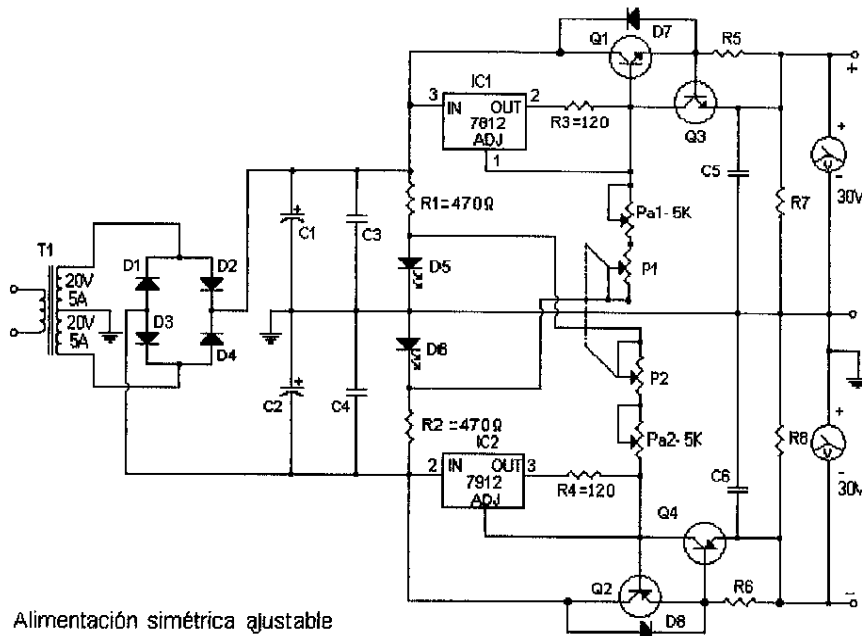 D7
Q1
R5
+
IC1
3
IN
OUT
2
7812
ADJ
1
R3=120
Q3
+
V
-
30V
C5
R7
R1=470Ω
Pa1-5K
T1
D1
D2
+
C1
C3
20V
5A
20V
5A
D3
D4
D5
P1
D6
P2
+
C2
C4
R2=470Ω
Pa2-5K
R8
+
V
-
30V
IC2
2
IN
OUT
3
7912
ADJ
R4=120
C6
Q4
Q2
R6
-
D8
Alimentación simétrica ajustable